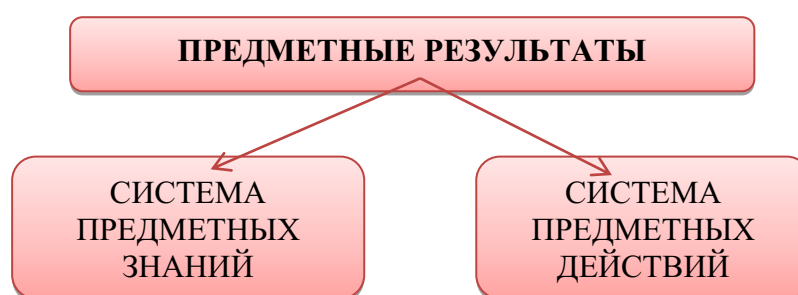 ПРЕДМЕТНЫЕ РЕЗУЛЬТАТЫ
СИСТЕМА
ПРЕДМЕТНЫХ
ЗНАНИЙ
СИСТЕМА
ПРЕДМЕТНЫХ
ДЕЙСТВИЙ